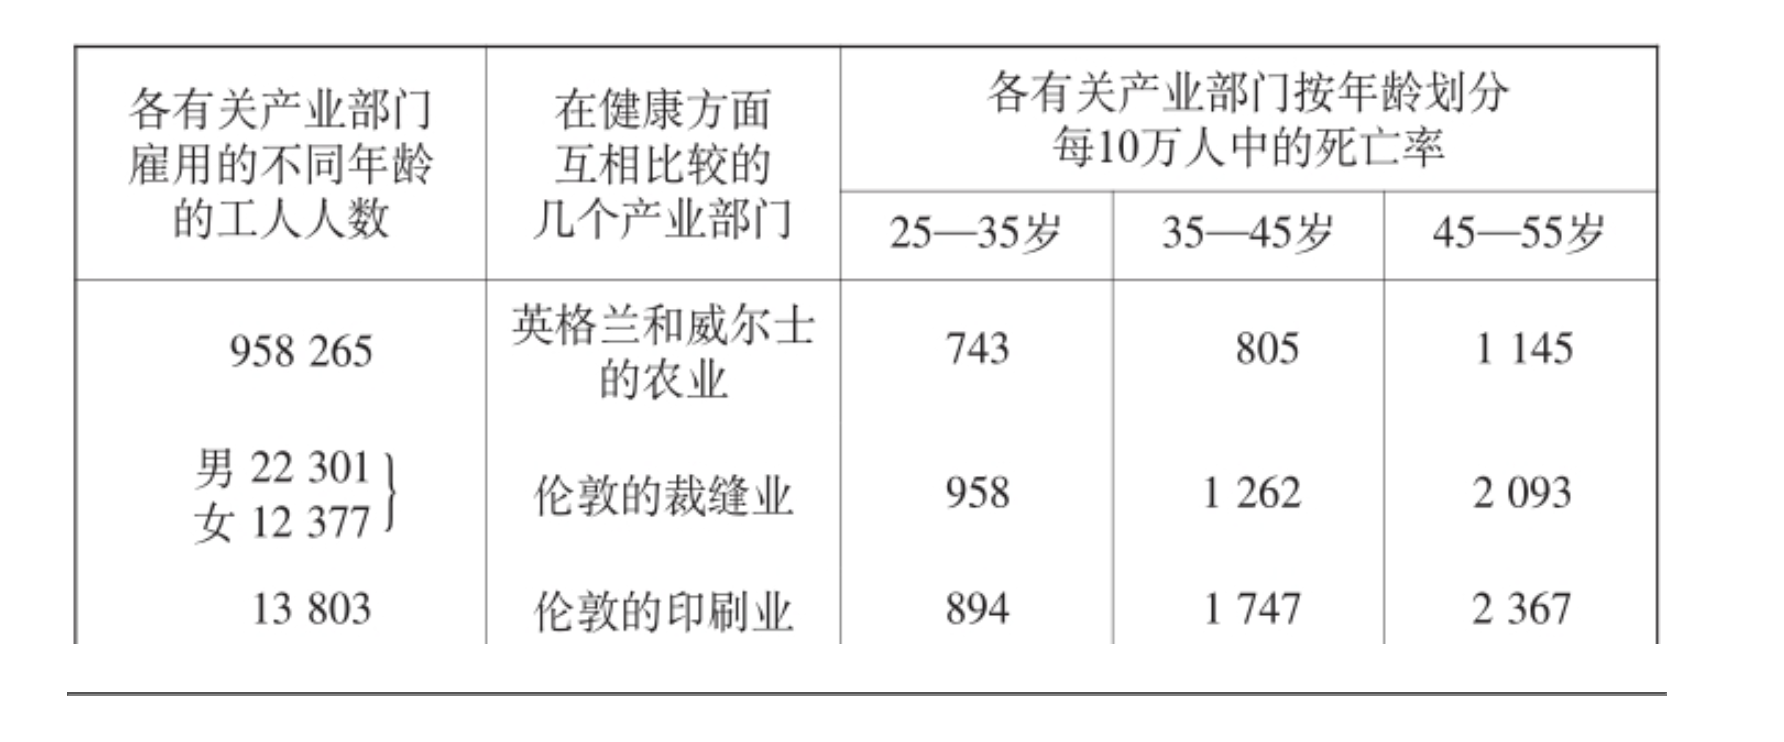 各有关产业部门
雇用的不同年龄
的工人人数
在健康方面
互相比较的
几个产业部门
各有关产业部门按年龄划分
每10万人中的死亡率
25—35岁
35—45岁
45—55岁
958 265
英格兰和威尔士
的农业
743
805
1 145
男 22 301
女 12 377
伦敦的裁缝业
958
1 262
2 093
13 803
伦敦的印刷业
894
1 747
2 367